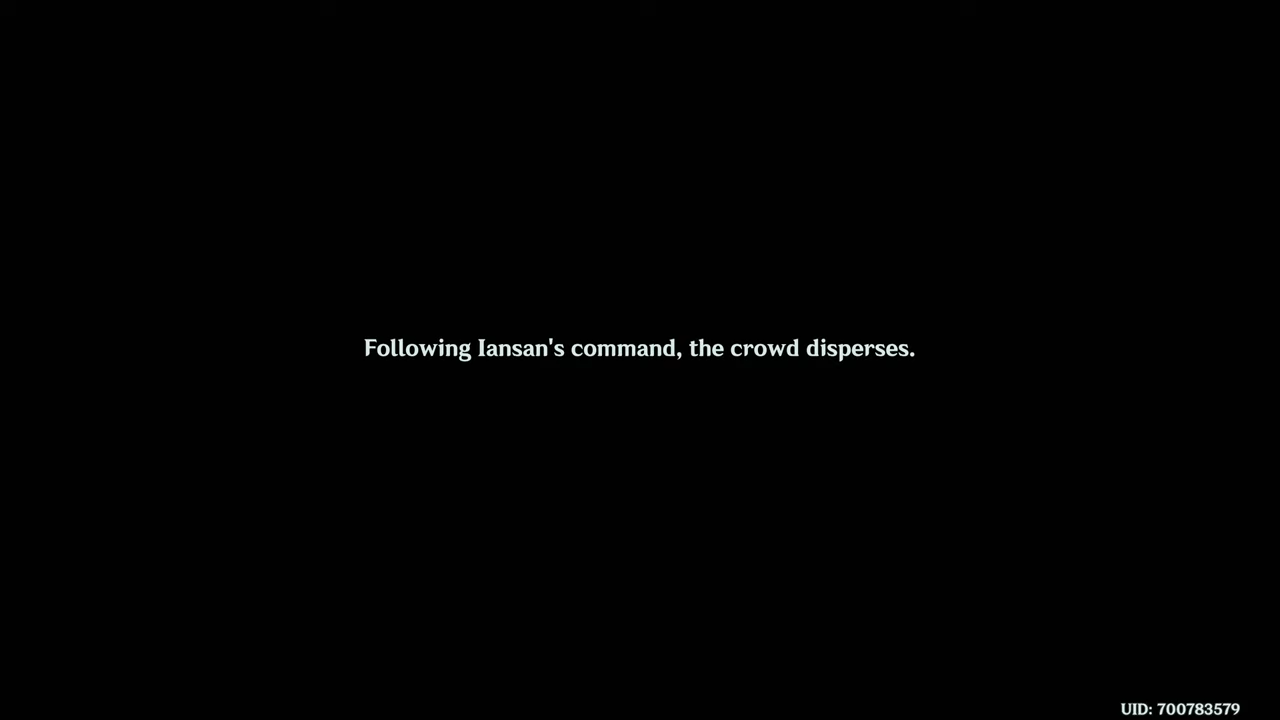 Following Iansan's command, the crowd disperses.
UID: 700783579